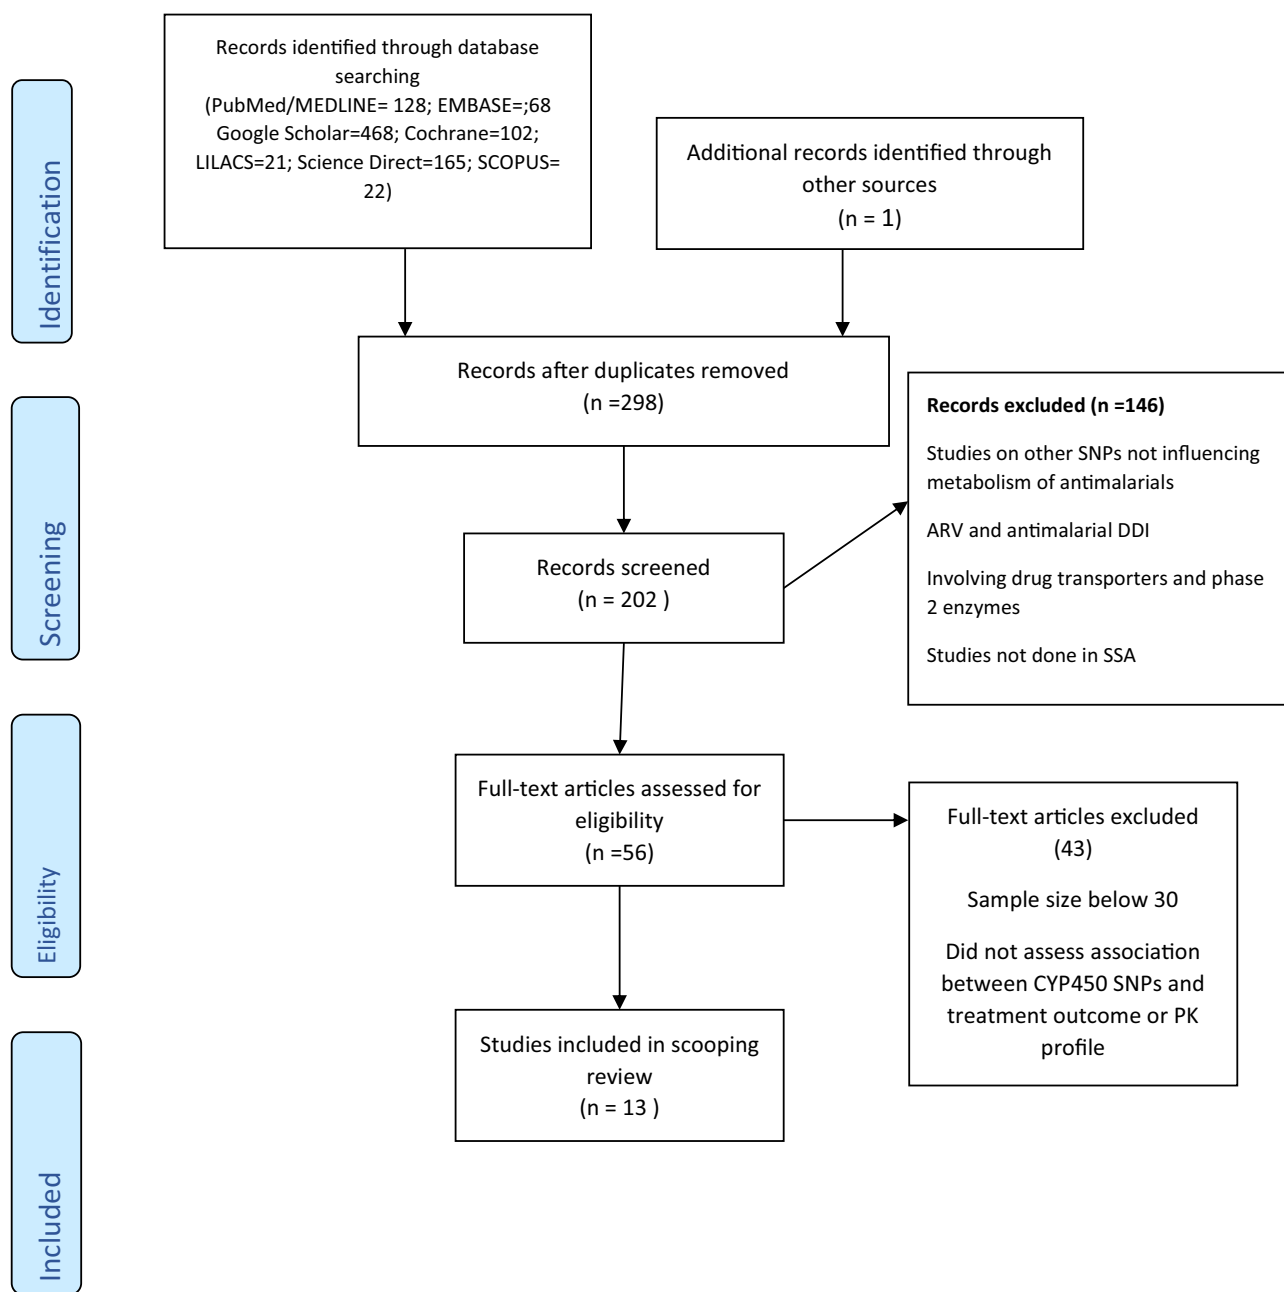 Records identified through database
searching
(PubMed/MEDLINE= 128; EMBASE=;68
Google Scholar=468; Cochrane=102;
LILACS=21; Science Direct=165; SCOPUS=
22)
Additional records identified through
other sources
(n = 1)
Identification
Records after duplicates removed
(n =298)
Screening
Records screened
(n = 202 )
Records excluded (n =146)
Studies on other SNPs not influencing
metabolism of antimalarials
ARV and antimalarial DDI
Involving drug transporters and phase
2 enzymes
Studies not done in SSA
Eligibility
Full-text articles assessed for
eligibility
(n =56)
Full-text articles excluded
(43)
Sample size below 30
Did not assess association
between CYP450 SNPs and
treatment outcome or PK
profile
Included
Studies included in scooping
review
(n = 13 )